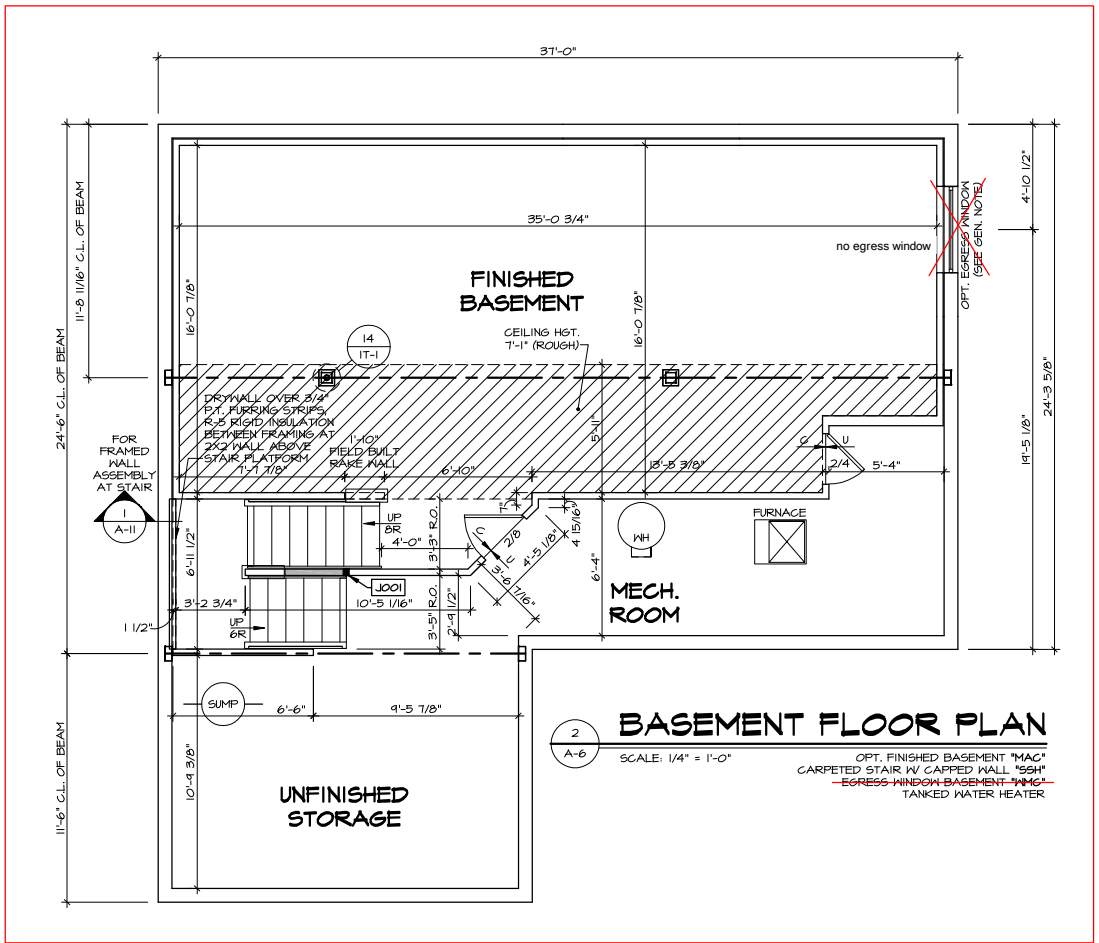 37'-0"
24'-6" C.L. OF BEAM
11'-8 11/16" C.L. OF BEAM
4'-10 1/2"
OPT. EGRESS WINDOW
(SEE GEN. NOTE)
no egress window
35'-0 3/4"
FINISHED
BASEMENT
16'-0 7/8"
16'-0 7/8"
CEILING HGT.
7'-1" (ROUGH)
14
1T-1
24'-3 5/8"
19'-5 1/8"
DRYWALL OVER 3/4"
P.T. FURRING STRIPS,
R-5 RIGID INSULATION
BETWEEN FRAMING AT
2X2 WALL ABOVE
STAIR PLATFORM
7'-7 7/8"
1'-10"
FIELD BUILT
RAKE WALL
6'-10"
5'-11"
13'-5 3/8"
C
U
2/4
5'-4"
FOR
FRAMED
WALL
ASSEMBLY
AT STAIR
1
A-11
UP
8R
4'-0"
3'-3" R.O.
7"
C
U
2/8
4'-5 1/8"
4 15/16"
3'-6 7/16"
6'-4"
WH
FURNACE
MECH.
ROOM
6'-11 1/2"
J001
3'-2 3/4"
10'-5 1/16"
UP
6R
3'-5" R.O.
2'-9 1/2"
1 1/2"
SUMP
6'-6"
9'-5 7/8"
10'-9 3/8"
11'-6" C.L. OF BEAM
UNFINISHED
STORAGE
2
A-6
BASEMENT FLOOR PLAN
SCALE: 1/4" = 1'-0"
OPT. FINISHED BASEMENT "MAC"
CARPETED STAIR W/ CAPPED WALL "SSH"
EGRESS WINDOW BASEMENT "WMG"
TANKED WATER HEATER